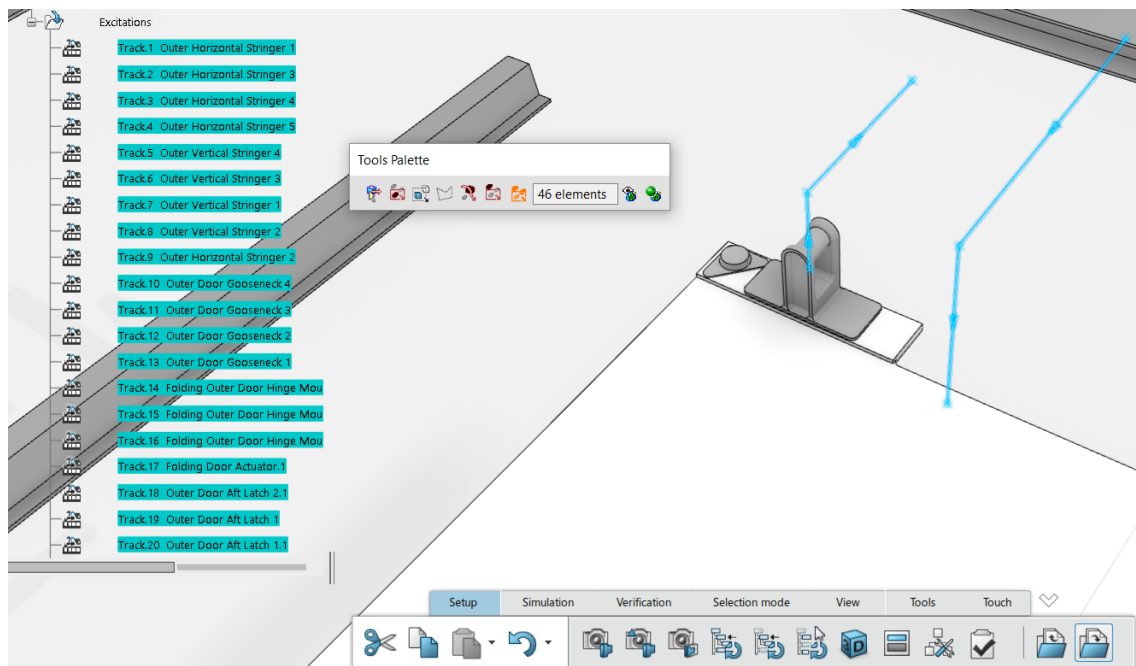 Excitations
Track.1 Outer Horizontal Stringer 1
Track.2 Outer Horizontal Stringer 3
Track.3 Outer Horizontal Stringer 4
Track.4 Outer Horizontal Stringer 5
Track.5 Outer Vertical Stringer 4
Track.6 Outer Vertical Stringer 3
Track.7 Outer Vertical Stringer 1
Track.8 Outer Vertical Stringer 2
Track.9 Outer Horizontal Stringer 2
Track.10 Outer Door Gooseneck 4
Track.11 Outer Door Gooseneck 3
Track.12 Outer Door Gooseneck 2
Track.13 Outer Door Gooseneck 1
Track.14 Folding Outer Door Hinge Mou
Track.15 Folding Outer Door Hinge Mou
Track.16 Folding Outer Door Hinge Mou
Track.17 Folding Door Actuator.1
Track.18 Outer Door Aft Latch 2.1
Track.19 Outer Door Aft Latch 1
Track.20 Outer Door Aft Latch 1.1
Tools Palette
46 elements
Setup Simulation Verification Selection mode View Tools Touch
3D